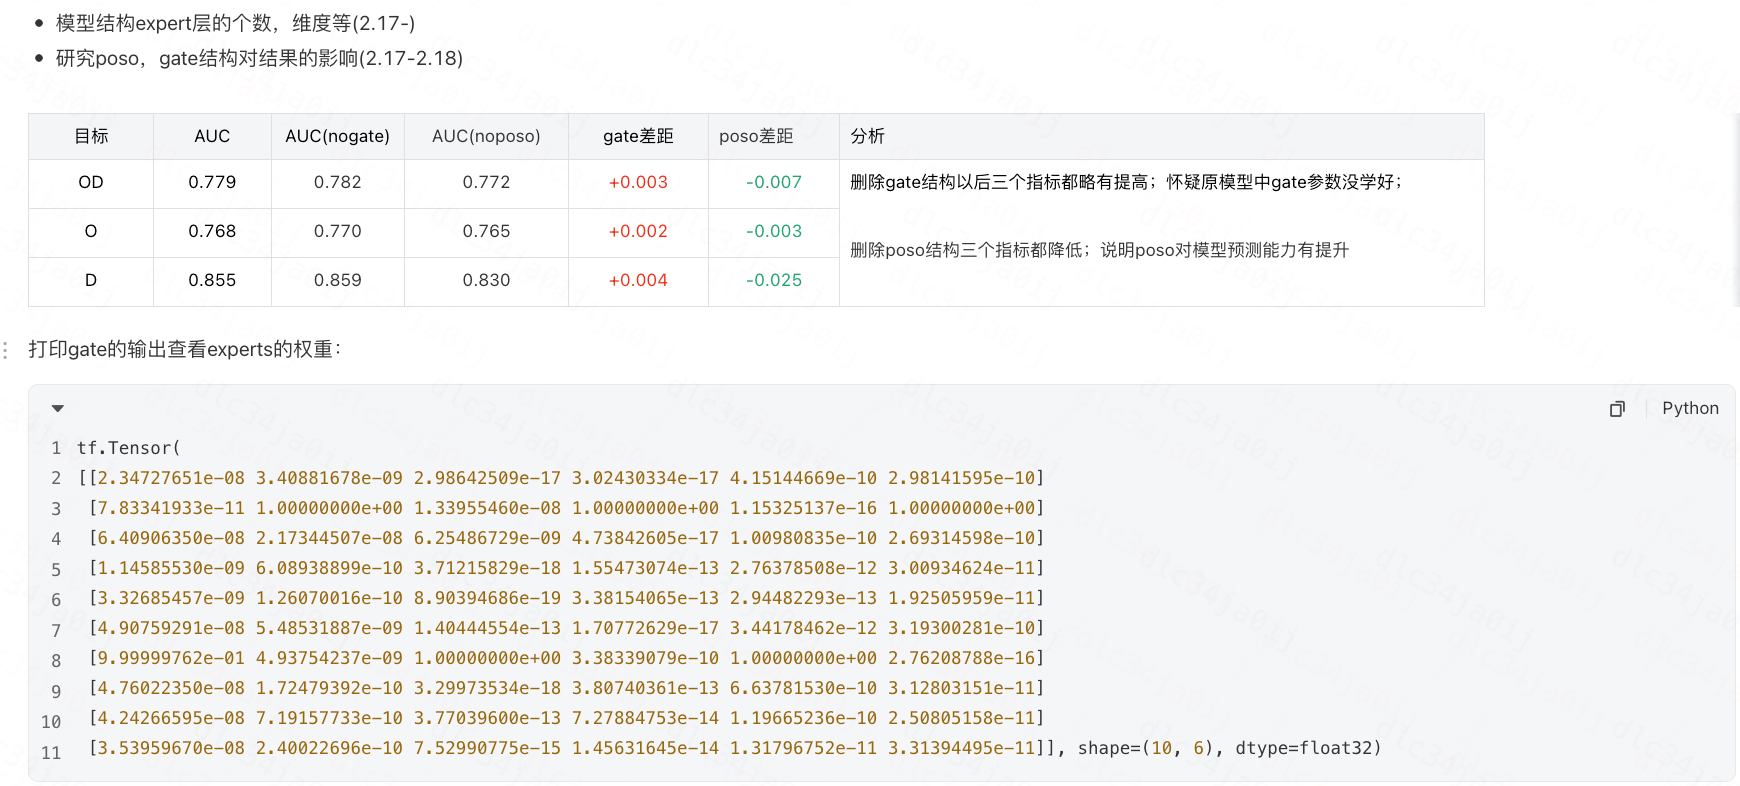 模型结构expert层的个数，维度等(2.17-)
研究poso，gate结构对结果的影响(2.17-2.18)
目标 AUC AUC(nogate) AUC(noposo) gate差距 poso差距 分析
OD 0.779 0.782 0.772 +0.003 -0.007 删除gate结构以后三个指标都略有提高；怀疑原模型中gate参数没学好；
O 0.768 0.770 0.765 +0.002 -0.003
删除poso结构三个指标都降低；说明poso对模型预测能力有提升
D 0.855 0.859 0.830 +0.004 -0.025
打印gate的输出查看experts的权重：
Python
1 tf.Tensor(
2 [[2.34727651e-08 3.40881678e-09 2.98642509e-17 3.02430334e-17 4.15144669e-10 2.98141595e-10]
3 [7.83341933e-11 1.00000000e+00 1.33955460e-08 1.00000000e+00 1.15325137e-16 1.00000000e+00]
4 [6.40906350e-08 2.17344507e-08 6.25486729e-09 4.73842605e-17 1.00980835e-10 2.69314598e-10]
5 [1.14585530e-09 6.08938899e-10 3.71215829e-18 1.55473074e-13 2.76378508e-12 3.00934624e-11]
6 [3.32685457e-09 1.26070016e-10 8.90394686e-19 3.38154065e-13 2.94482293e-13 1.92505959e-11]
7 [4.90759291e-08 5.48531887e-09 1.40444554e-13 1.70772629e-17 3.44178462e-12 3.19300281e-10]
8 [9.99999762e-01 4.93754237e-09 1.00000000e+00 3.38339079e-10 1.00000000e+00 2.76208788e-16]
9 [4.76022350e-08 1.72479392e-10 3.29973534e-18 3.80740361e-13 6.63781530e-10 3.12803151e-11]
10 [4.24266595e-08 7.19157733e-10 3.77039600e-13 7.27884753e-14 1.19665236e-10 2.50805158e-11]
11 [3.53959670e-08 2.40022696e-10 7.52990775e-15 1.45631645e-14 1.31796752e-11 3.31394495e-11]], shape=(10, 6), dtype=float32)